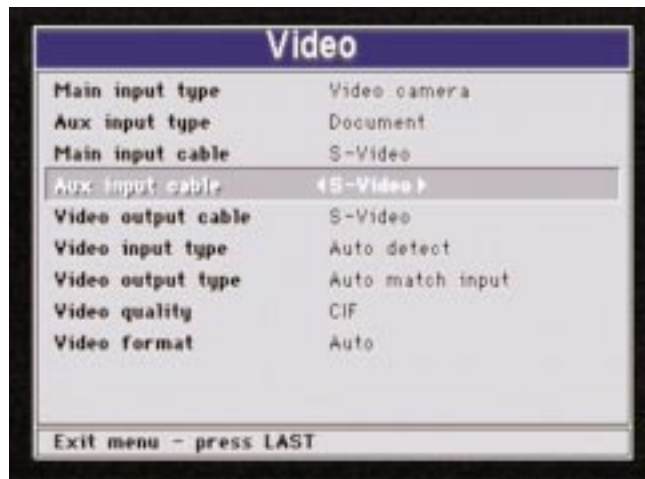 Video
Main input type Video camera
Aux input type Document
Main input cable S-Video
Aux input cable S-Video
Video output cable S-Video
Video input type Auto detect
Video output type Auto match input
Video quality CIF
Video format Auto
Exit menu - press LAST